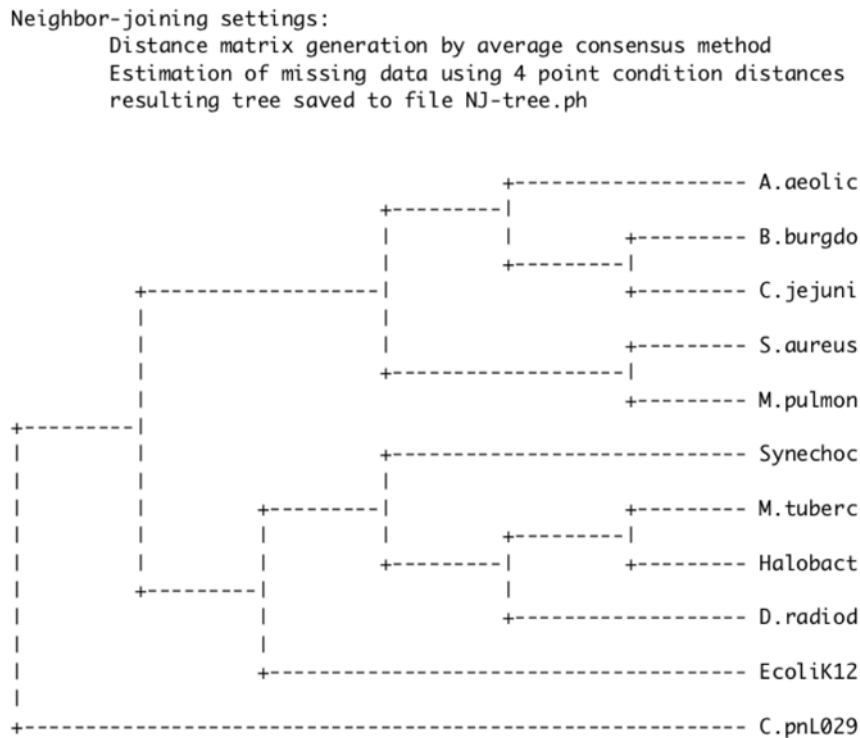 Neighbor-joining settings:
Distance matrix generation by average consensus method
Estimation of missing data using 4 point condition distances
resulting tree saved to file NJ-tree.ph
A.aeolic
B.burgdo
C.jejuni
S.aureus
M.pulmon
Synechoc
M.tuberc
Halobact
D.radiod
EcoliK12
C.pnL029